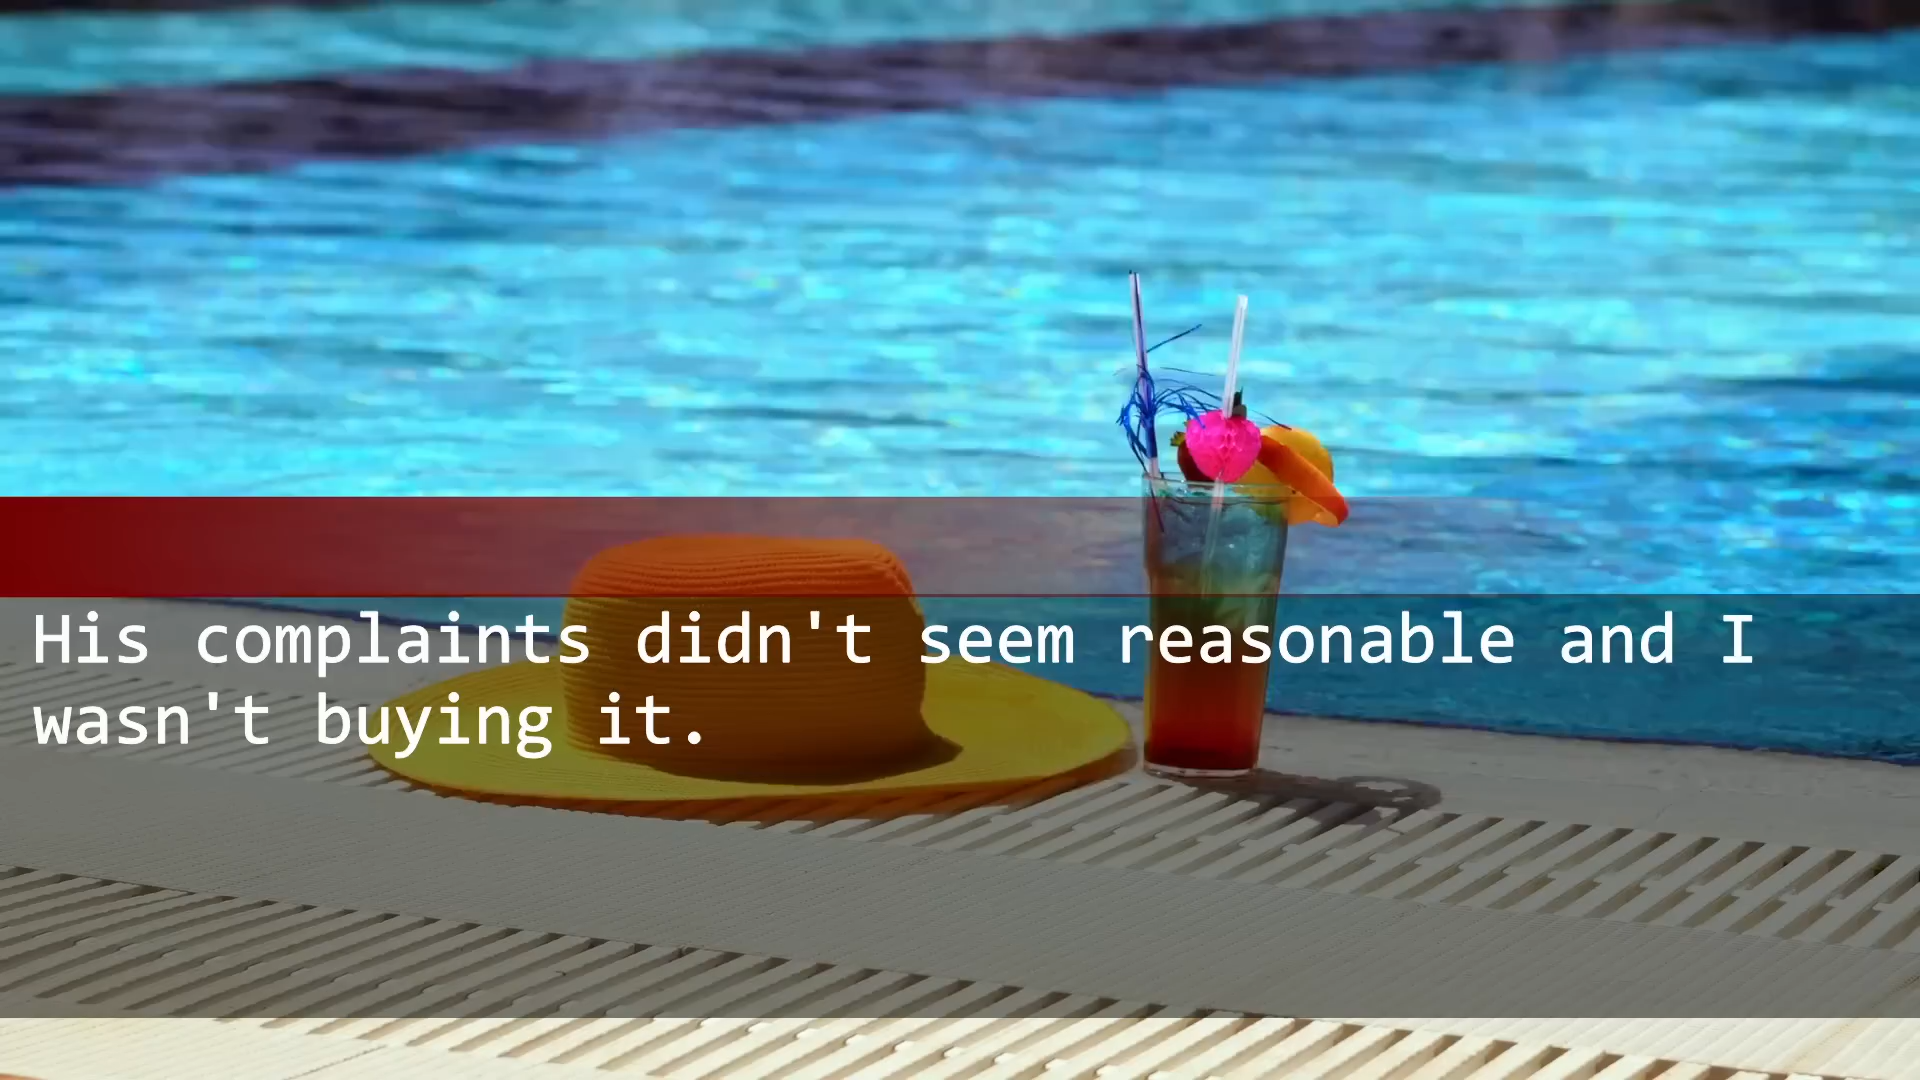 His complaints didn't seem reasonable and I
wasn't buying it.